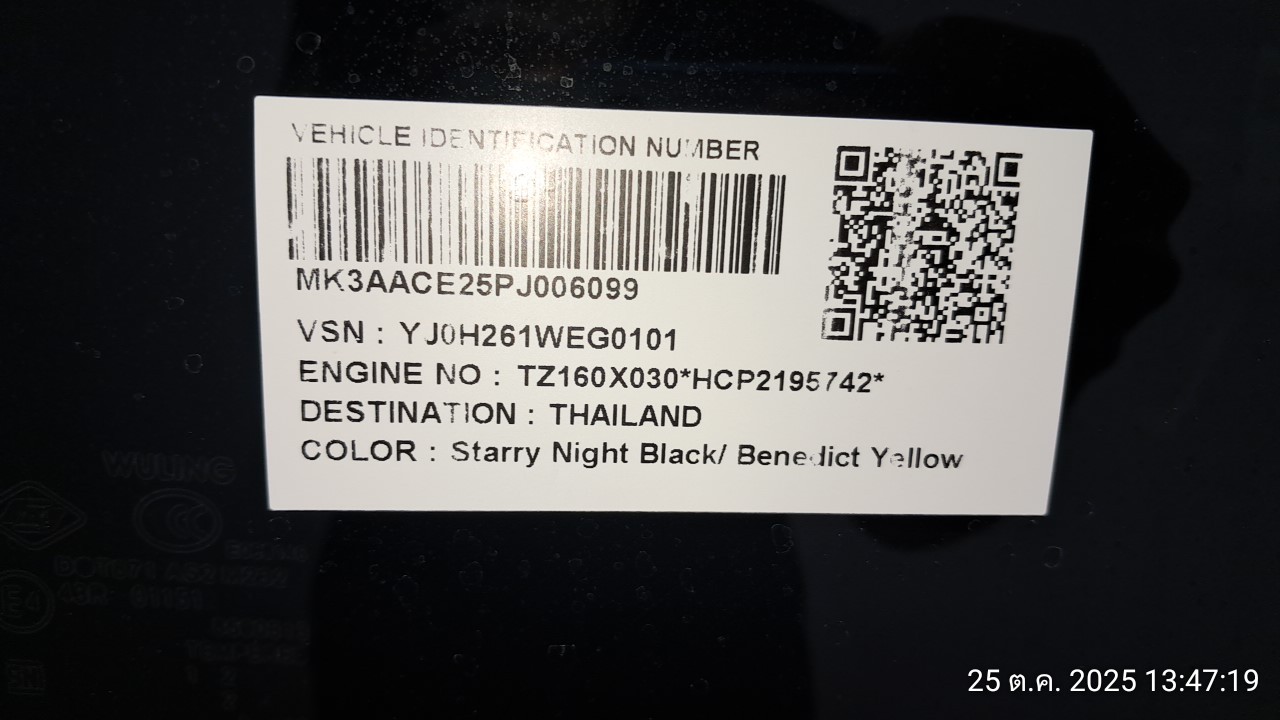 VEHICLE IDENTIFICATION NUMBER
MK3AACE25PJ006099
VSN : YJ0H261WEG0101
ENGINE NO : TZ160X030*HCP2195742*
DESTINATION : THAILAND
COLOR : Starry Night Black/ Benedict Yellow
WULING
25 ต.ค. 2025 13:47:19